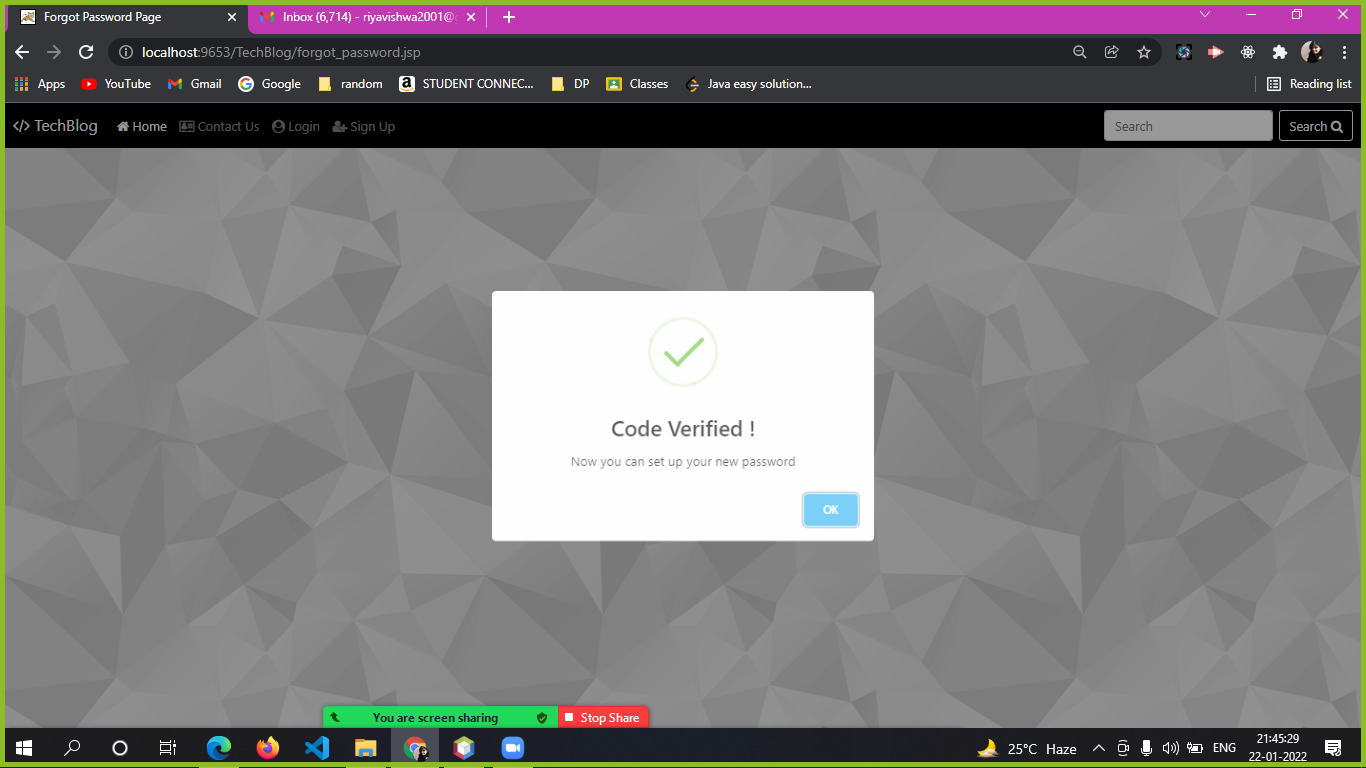 Forgot Password Page
Inbox (6,714) - riyavishwa2001@
localhost:9653/TechBlog/forgot_password.jsp
Apps YouTube Gmail Google random STUDENT CONNEC... DP Classes Java easy solution... Reading list
</> TechBlog Home Contact Us Login Sign Up Search Search
Code Verified !
Now you can set up your new password
OK
You are screen sharing Stop Share
25°C Haze ENG 21:45:29
22-01-2022